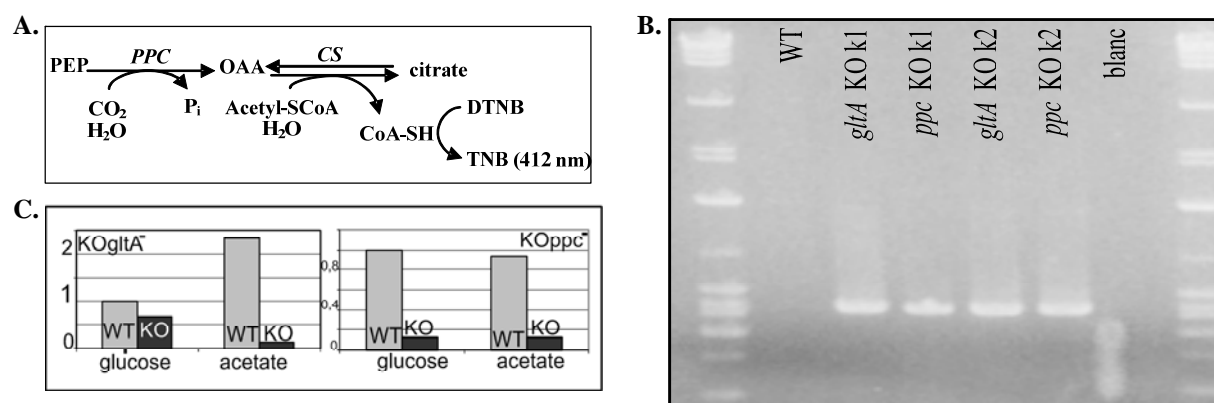 A.
PPC CS
PEP OAA citrate
CO2 Pi Acetyl-SCoA DTNB
H2O H2O CoA-SH
TNB (412 nm)
B.
WT
gltA KO k1
ppc KO k1
gltA KO k2
ppc KO k2
blanc
C.
KOgltA-
2
1
0
WT KO WT KO
glucose acetate
KOppc-
0,8
0,4
0
WT KO WT KO
glucose acetate